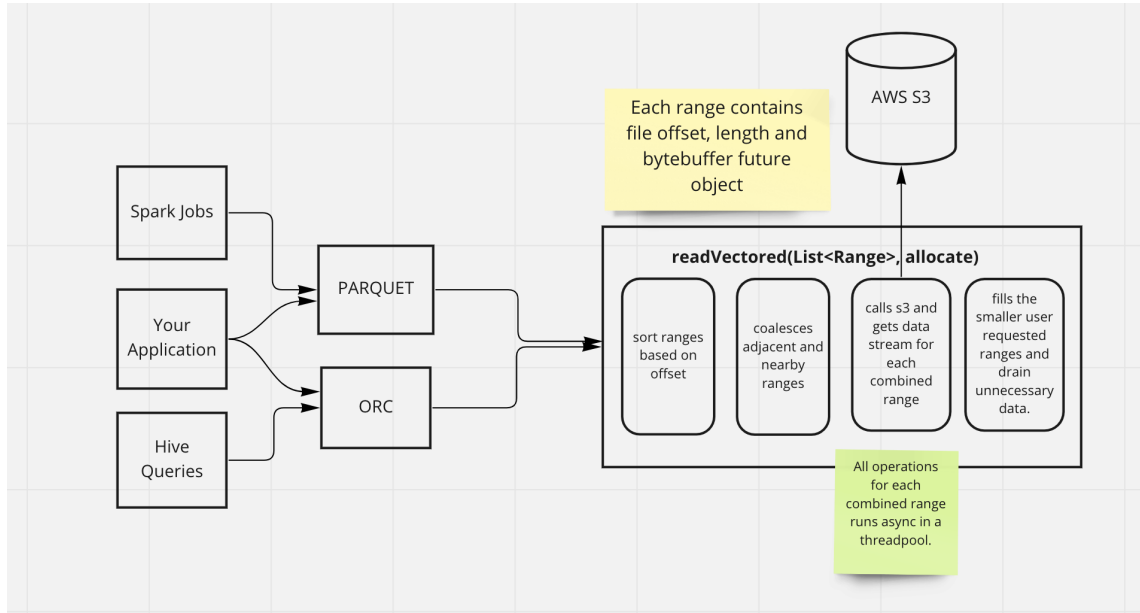 AWS S3
Each range contains
file offset, length and
bytebuffer future
object
Spark Jobs
Your
Application
Hive
Queries
PARQUET
ORC
readVectored(List<Range>, allocate)
sort ranges
based on
offset
coalesces
adjacent and
nearby
ranges
calls s3 and
gets data
stream for
each
combined
range
fills the
smaller user
requested
ranges and
drain
unnecessary
data.
All operations
for each
combined range
runs async in a
threadpool.